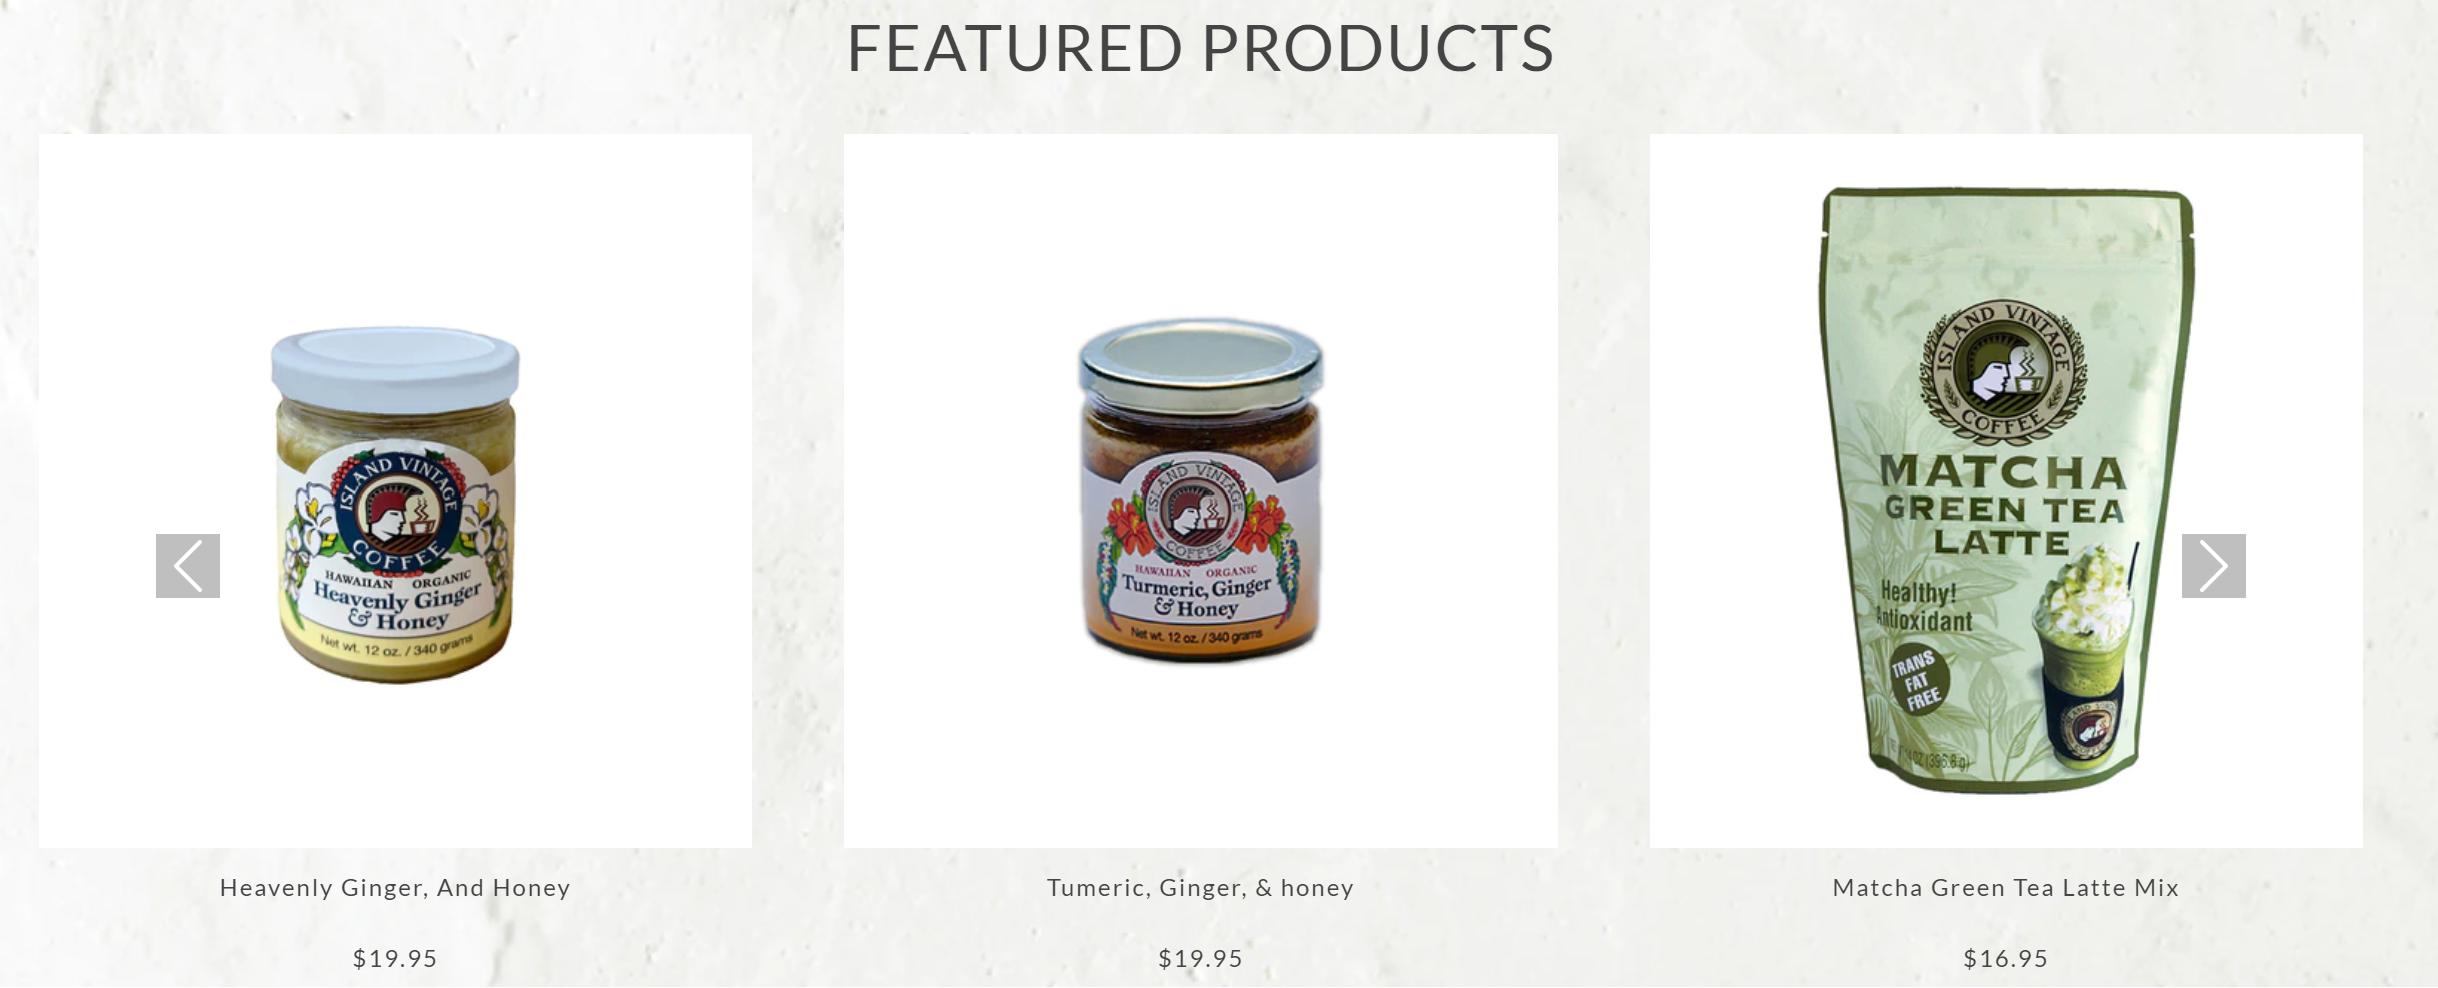 FEATURED PRODUCTS
ISLAND VINTAGE
COFFEE
HAWAIIAN ORGANIC
Heavenly Ginger
& Honey
Net wt. 12 oz. / 340 grams
ISLAND VINTAGE
COFFEE
HAWAIIAN ORGANIC
Turmeric, Ginger
& Honey
Net wt. 12 oz. / 340 grams
ISLAND VINTAGE
COFFEE
MATCHA
GREEN TEA
LATTE
Healthy!
Antioxidant
TRANS
FAT
FREE
(396.8 g)
Heavenly Ginger, And Honey
Tumeric, Ginger, & honey
Matcha Green Tea Latte Mix
$19.95
$19.95
$16.95